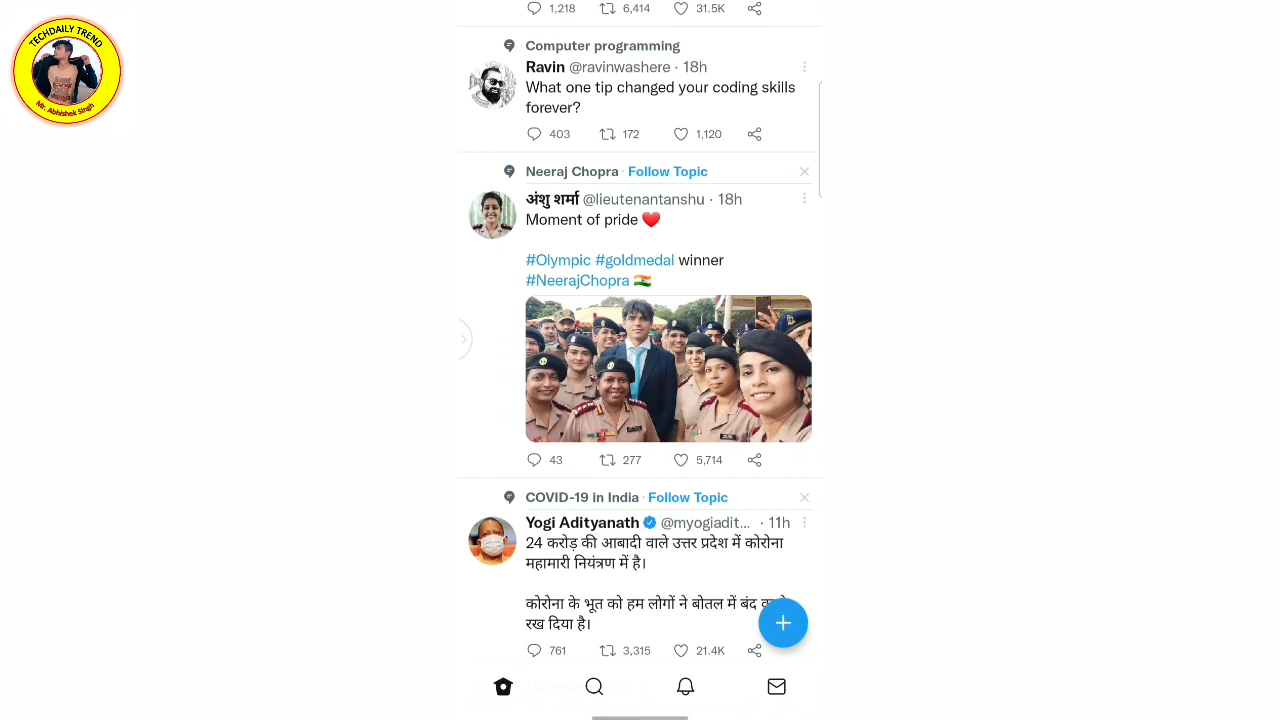 TECHDAILY TREND
Mr. Abhishek Singh
1,218 6,414 31.5K
Computer programming
Ravin @ravinwashere · 18h
What one tip changed your coding skills
forever?
403 172 1,120
Neeraj Chopra · Follow Topic
अंशु शर्मा @lieutenantanshu · 18h
Moment of pride ❤️
#Olympic #goldmedal winner
#NeerajChopra 🇮🇳
43 277 5,714
COVID-19 in India · Follow Topic
Yogi Adityanath @myogiadit... · 11h
24 करोड़ की आबादी वाले उत्तर प्रदेश में कोरोना
महामारी नियंत्रण में है।
कोरोना के भूत को हम लोगों ने बोतल में बंद
रख दिया है।
761 3,315 21.4K